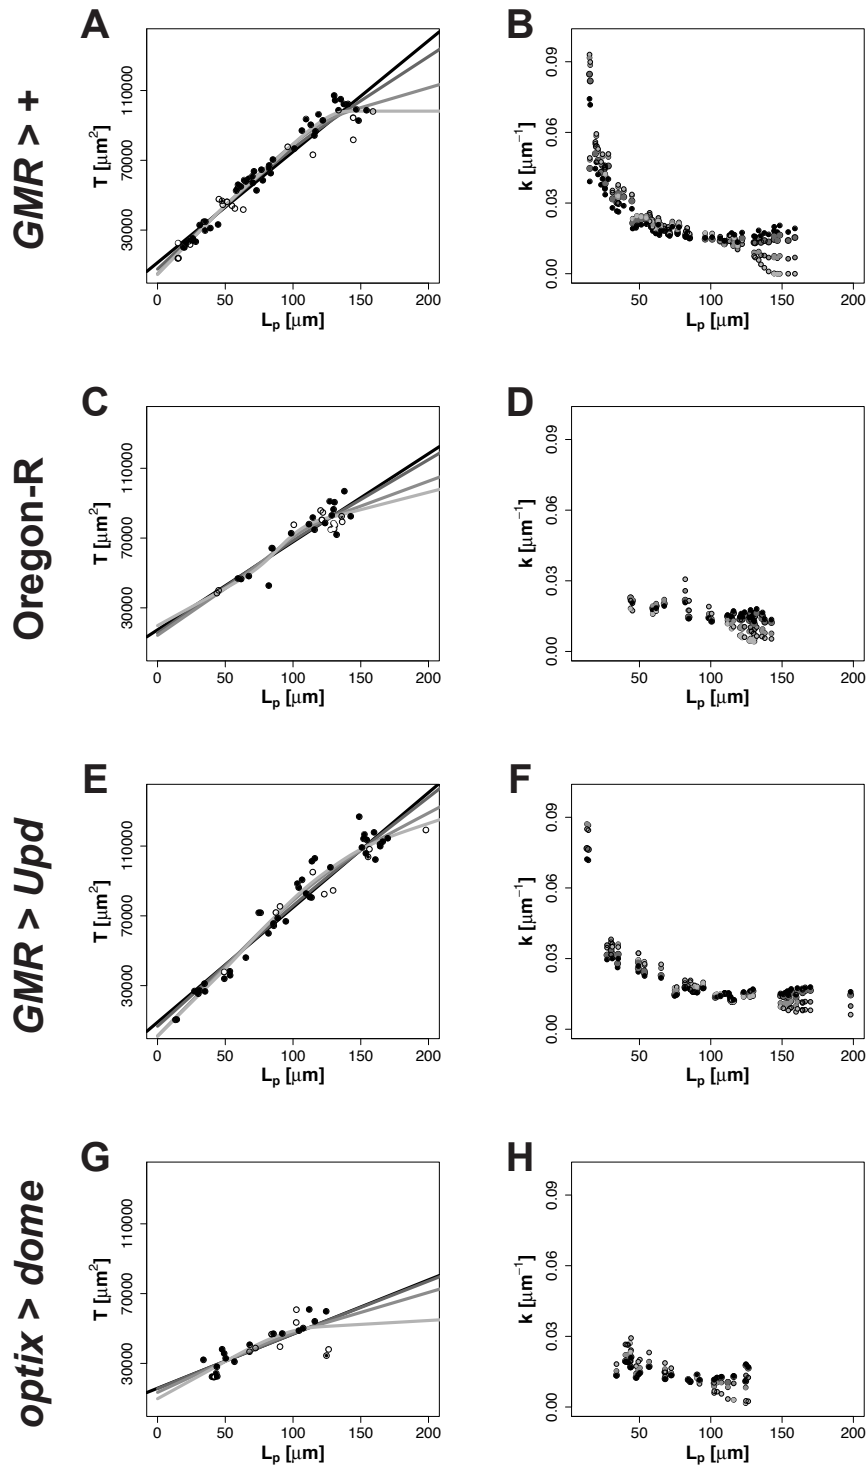 A
B
GMR > +
T [μm²]
30000 70000 110000
0 50 100 150 200
Lp [μm]
k [μm⁻¹]
0.00 0.03 0.06 0.09
50 100 150 200
Lp [μm]
C
D
Oregon-R
T [μm²]
30000 70000 110000
0 50 100 150 200
Lp [μm]
k [μm⁻¹]
0.00 0.03 0.06 0.09
50 100 150 200
Lp [μm]
E
F
GMR > Upd
T [μm²]
30000 70000 110000
0 50 100 150 200
Lp [μm]
k [μm⁻¹]
0.00 0.03 0.06 0.09
50 100 150 200
Lp [μm]
G
H
optix > dome
T [μm²]
30000 70000 110000
0 50 100 150 200
Lp [μm]
k [μm⁻¹]
0.00 0.03 0.06 0.09
50 100 150 200
Lp [μm]